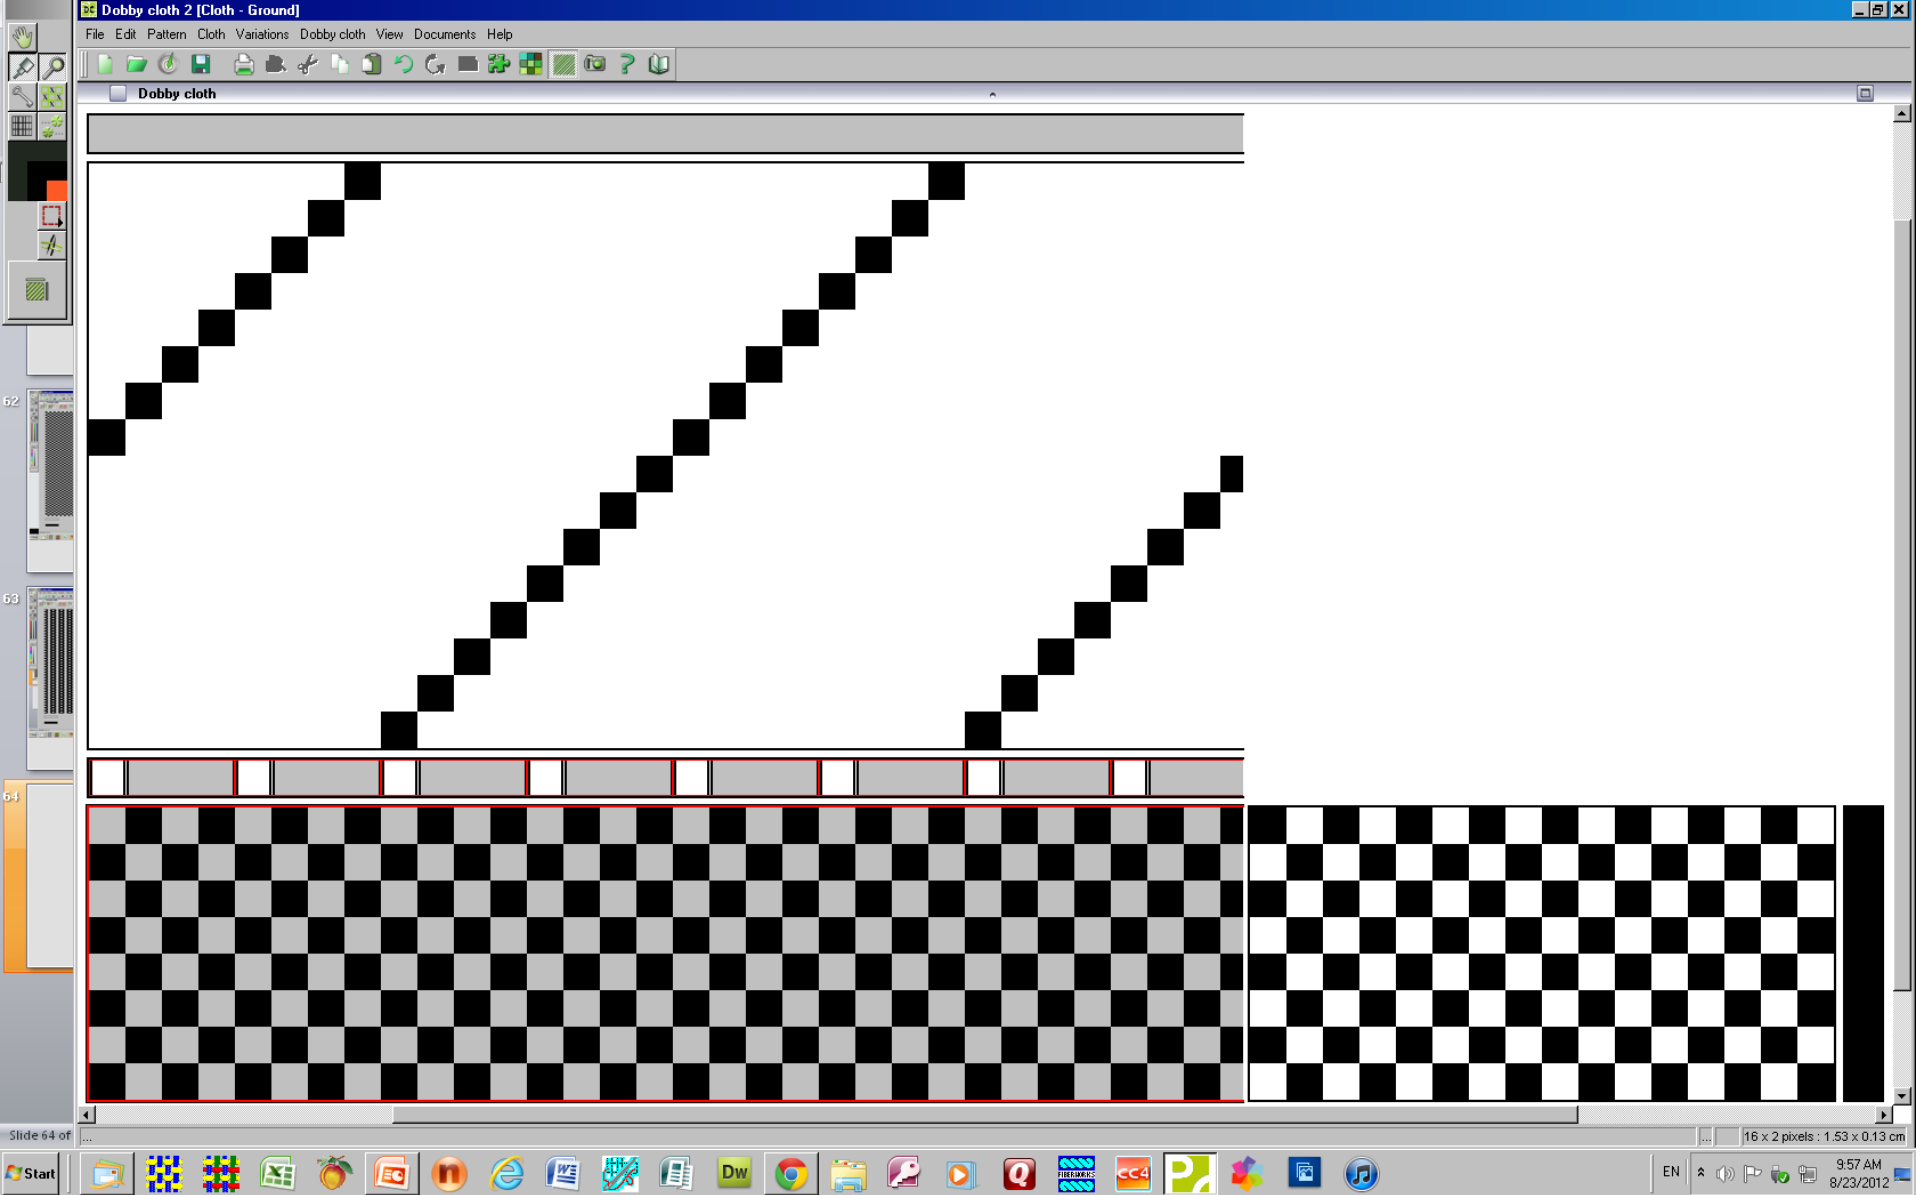 Dobby cloth 2 [Cloth - Ground]
File Edit Pattern Cloth Variations Dobby cloth View Documents Help
Dobby cloth
62
63
64
Slide 64 of
...
...
16 x 2 pixels : 1.53 x 0.13 cm
Start
Dw
FIBERWORKS
CC4
EN
9:57 AM
8/23/2012